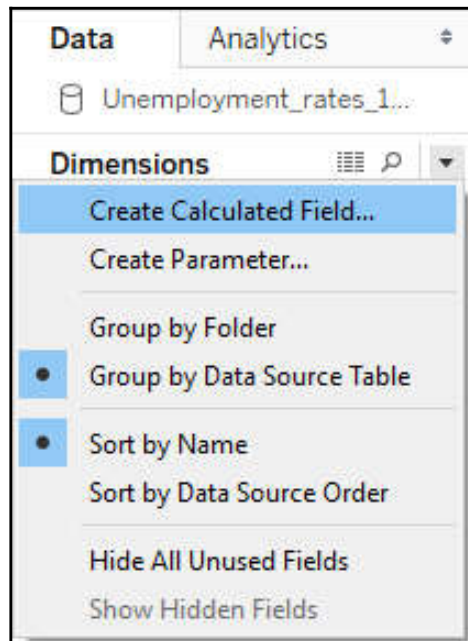 Data Analytics
Unemployment_rates_1...
Dimensions
Create Calculated Field...
Create Parameter...
Group by Folder
Group by Data Source Table
Sort by Name
Sort by Data Source Order
Hide All Unused Fields
Show Hidden Fields